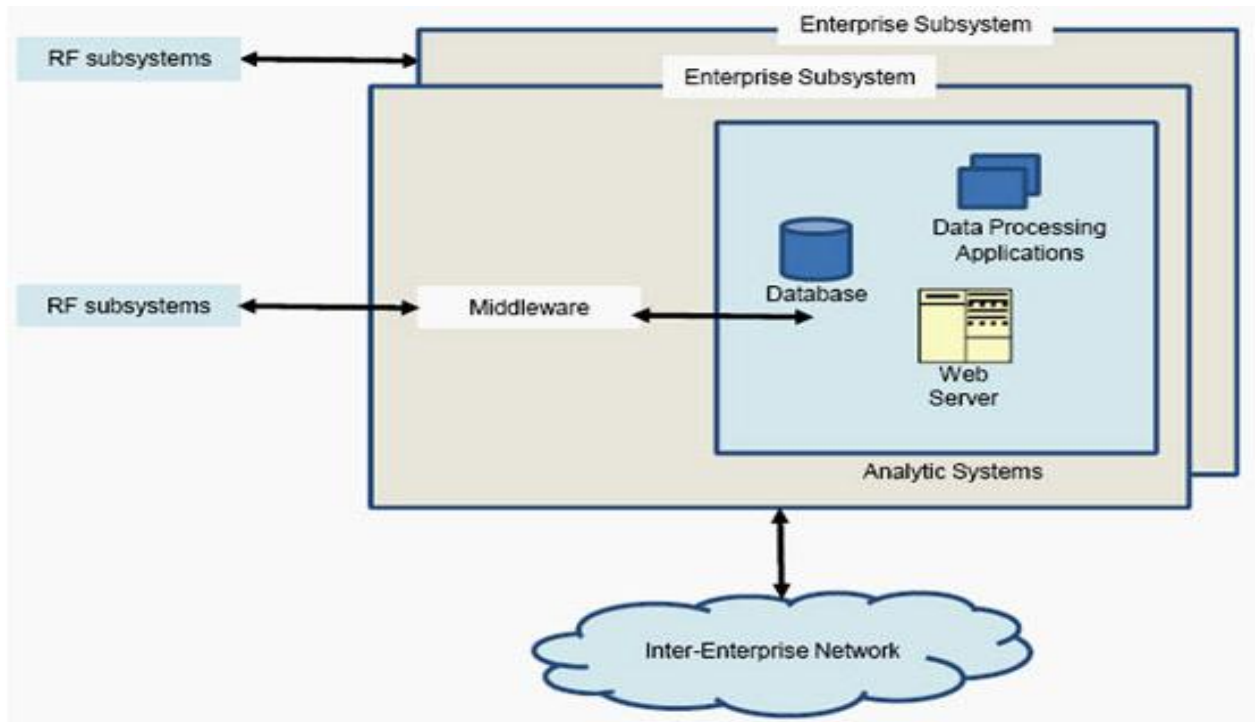 Enterprise Subsystem
RF subsystems
Enterprise Subsystem
Data Processing
Applications
Database
RF subsystems
Middleware
Web
Server
Analytic Systems
Inter-Enterprise Network